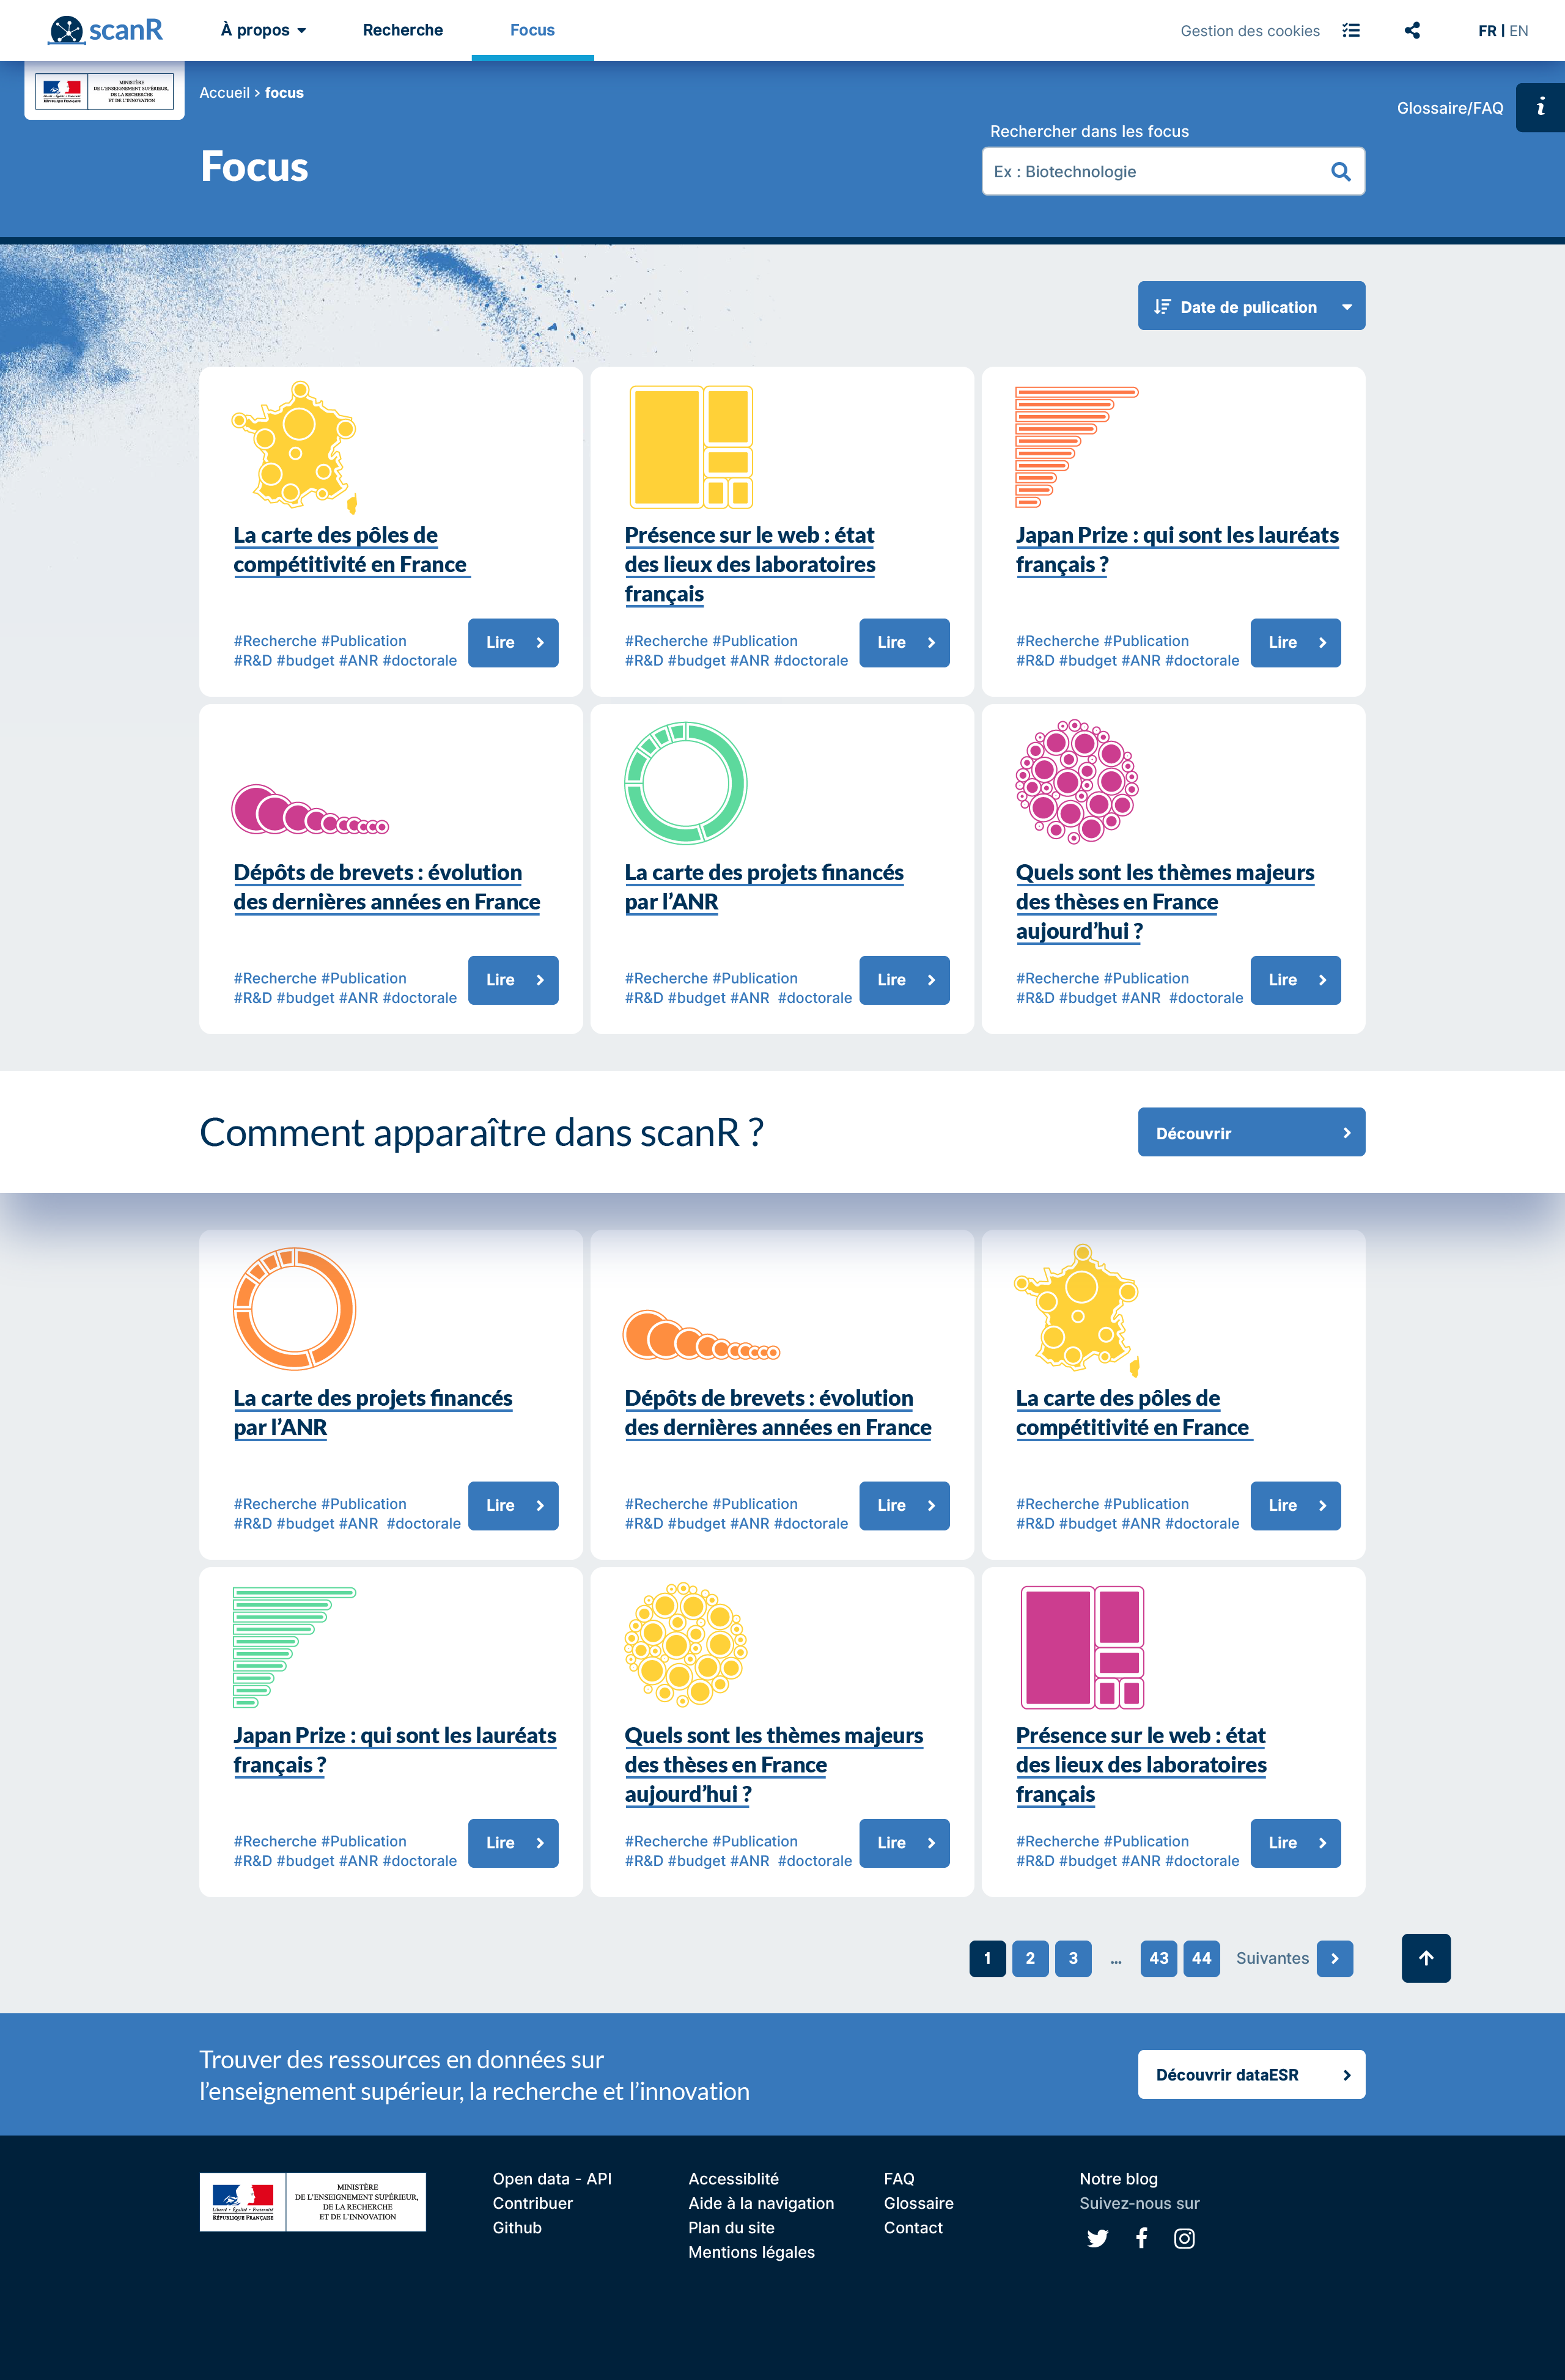 scanR
À propos
Recherche
Focus
Gestion des cookies
FR | EN
MINISTÈRE
DE L'ENSEIGNEMENT SUPÉRIEUR,
DE LA RECHERCHE
ET DE L'INNOVATION
Liberté • Égalité • Fraternité
RÉPUBLIQUE FRANÇAISE
Accueil > focus
Glossaire/FAQ
i
Focus
Rechercher dans les focus
Ex : Biotechnologie
Date de pulication
La carte des pôles de
compétitivité en France
#Recherche #Publication
#R&D #budget #ANR #doctorale
Lire
Présence sur le web : état
des lieux des laboratoires
français
#Recherche #Publication
#R&D #budget #ANR #doctorale
Lire
Japan Prize : qui sont les lauréats
français ?
#Recherche #Publication
#R&D #budget #ANR #doctorale
Lire
Dépôts de brevets : évolution
des dernières années en France
#Recherche #Publication
#R&D #budget #ANR #doctorale
Lire
La carte des projets financés
par l’ANR
#Recherche #Publication
#R&D #budget #ANR #doctorale
Lire
Quels sont les thèmes majeurs
des thèses en France
aujourd’hui ?
#Recherche #Publication
#R&D #budget #ANR #doctorale
Lire
Comment apparaître dans scanR ?
Découvrir
La carte des projets financés
par l’ANR
#Recherche #Publication
#R&D #budget #ANR #doctorale
Lire
Dépôts de brevets : évolution
des dernières années en France
#Recherche #Publication
#R&D #budget #ANR #doctorale
Lire
La carte des pôles de
compétitivité en France
#Recherche #Publication
#R&D #budget #ANR #doctorale
Lire
Japan Prize : qui sont les lauréats
français ?
#Recherche #Publication
#R&D #budget #ANR #doctorale
Lire
Quels sont les thèmes majeurs
des thèses en France
aujourd’hui ?
#Recherche #Publication
#R&D #budget #ANR #doctorale
Lire
Présence sur le web : état
des lieux des laboratoires
français
#Recherche #Publication
#R&D #budget #ANR #doctorale
Lire
1 2 3 ... 43 44 Suivantes
Trouver des ressources en données sur
l’enseignement supérieur, la recherche et l’innovation
Découvrir dataESR
Liberté • Égalité • Fraternité
RÉPUBLIQUE FRANÇAISE
MINISTÈRE
DE L'ENSEIGNEMENT SUPÉRIEUR,
DE LA RECHERCHE
ET DE L'INNOVATION
Open data - API
Contribuer
Github
Accessiblité
Aide à la navigation
Plan du site
Mentions légales
FAQ
Glossaire
Contact
Notre blog
Suivez-nous sur